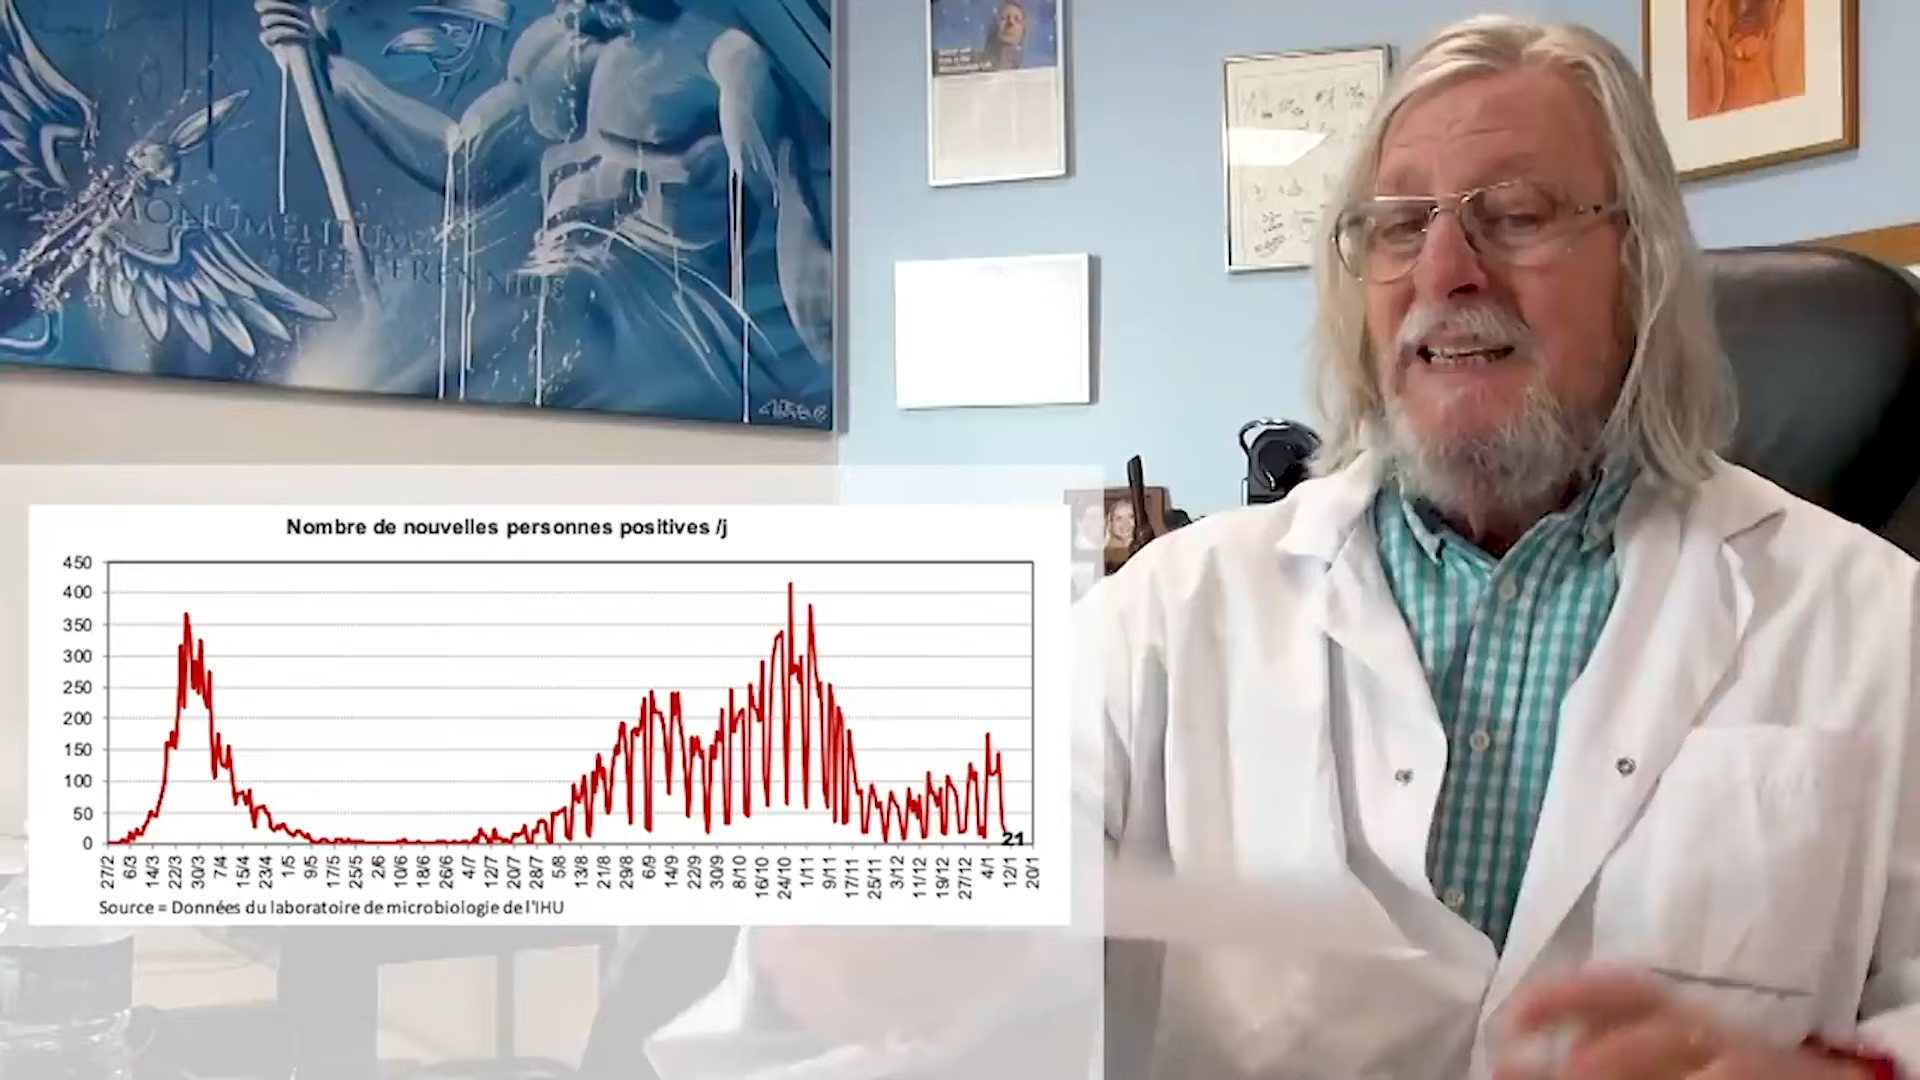 MONUMENTUM
ÆRE PERENNIUS
Nombre de nouvelles personnes positives /j
450
400
350
300
250
200
150
100
50
0
21
27/2 6/3 14/3 22/3 30/3 7/4 15/4 23/4 1/5 9/5 17/5 25/5 2/6 10/6 18/6 26/6 4/7 12/7 20/7 28/7 5/8 13/8 21/8 29/8 6/9 14/9 22/9 30/9 8/10 16/10 24/10 1/11 9/11 17/11 25/11 3/12 11/12 19/12 27/12 4/1 12/1 20/1
Source = Données du laboratoire de microbiologie de l'IHU